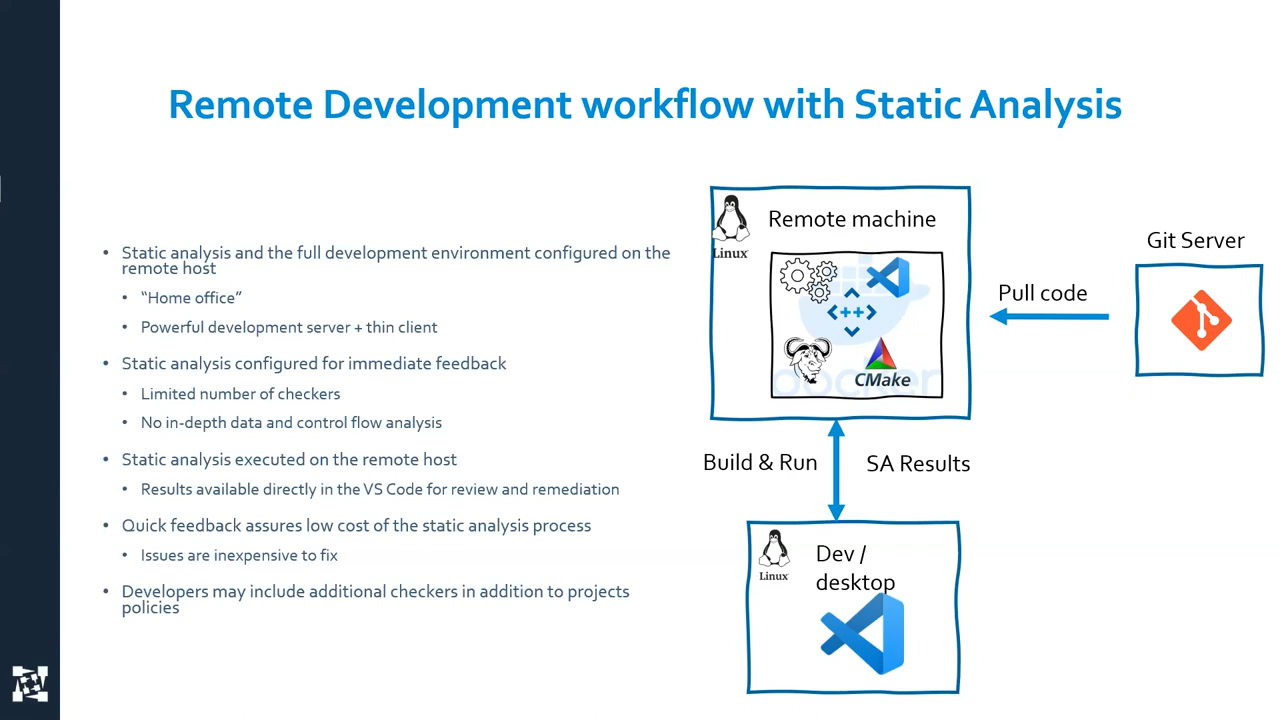 Remote Development workflow with Static Analysis
• Static analysis and the full development environment configured on the
remote host
• “Home office”
• Powerful development server + thin client
• Static analysis configured for immediate feedback
• Limited number of checkers
• No in-depth data and control flow analysis
• Static analysis executed on the remote host
• Results available directly in the VS Code for review and remediation
• Quick feedback assures low cost of the static analysis process
• Issues are inexpensive to fix
• Developers may include additional checkers in addition to projects
policies
Remote machine
Linux
++
CMake
docker
Git Server
Pull code
Build & Run
SA Results
Dev /
desktop
Linux